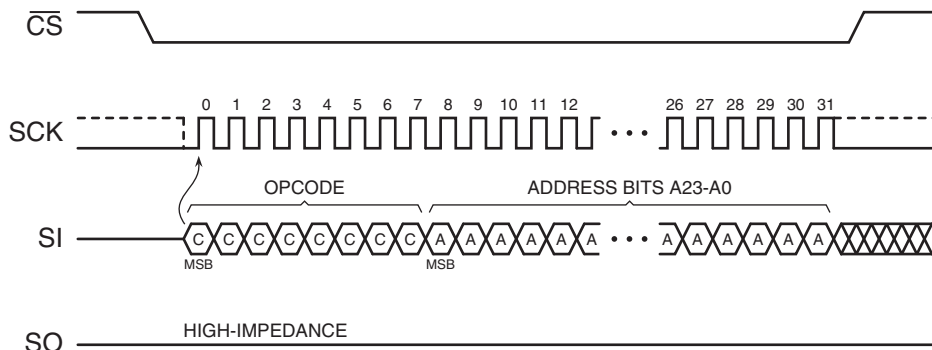 CS
0 1 2 3 4 5 6 7 8 9 10 11 12 26 27 28 29 30 31
SCK • • •
OPCODE ADDRESS BITS A23-A0
SI C C C C C C C C A A A A A A • • • A A A A A A
MSB MSB
HIGH-IMPEDANCE
SO